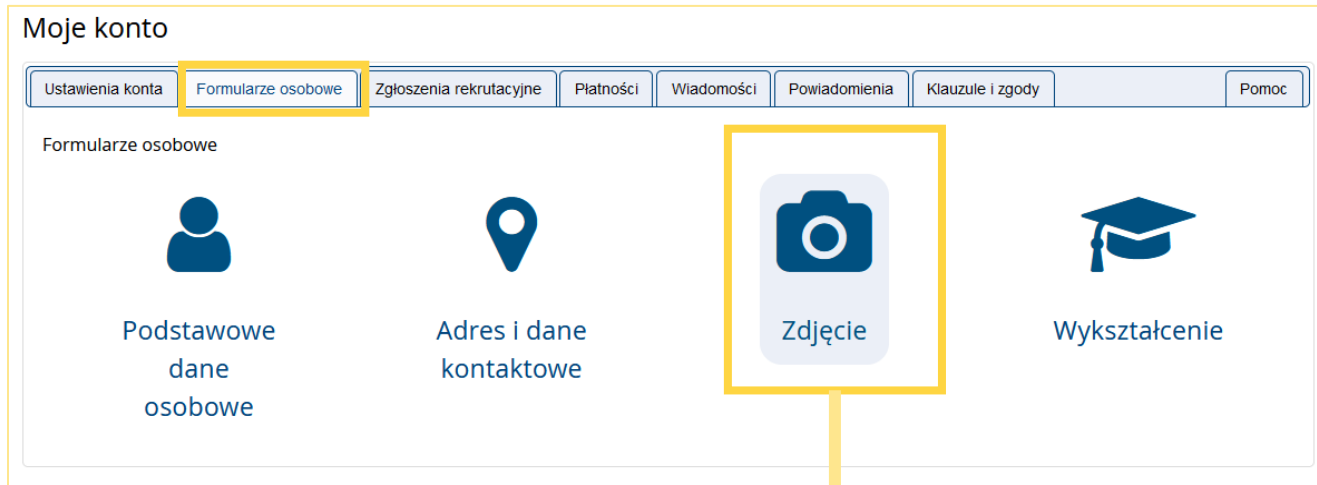 Moje konto
Ustawienia konta Formularze osobowe Zgłoszenia rekrutacyjne Płatności Wiadomości Powiadomienia Klauzule i zgody Pomoc
Formularze osobowe
Podstawowe
dane
osobowe
Adres i dane
kontaktowe
Zdjęcie
Wykształcenie